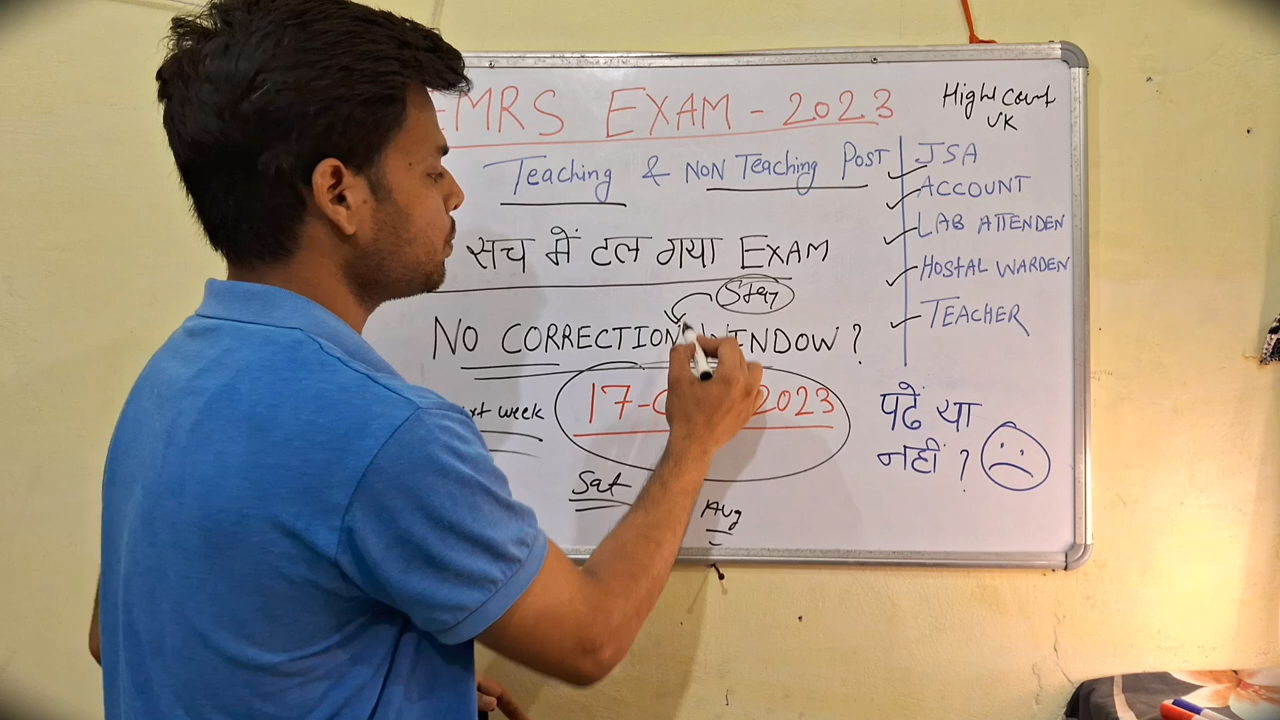 MRS EXAM - 2023
High Court
UK
Teaching & NON Teaching POST
JSA
ACCOUNT
LAB ATTENDEN
HOSTAL WARDEN
TEACHER
सच में टल गया EXAM
Stay
NO CORRECTION WINDOW ?
week
17- 2023
पढें या
नहीं ?
Sat
Aug